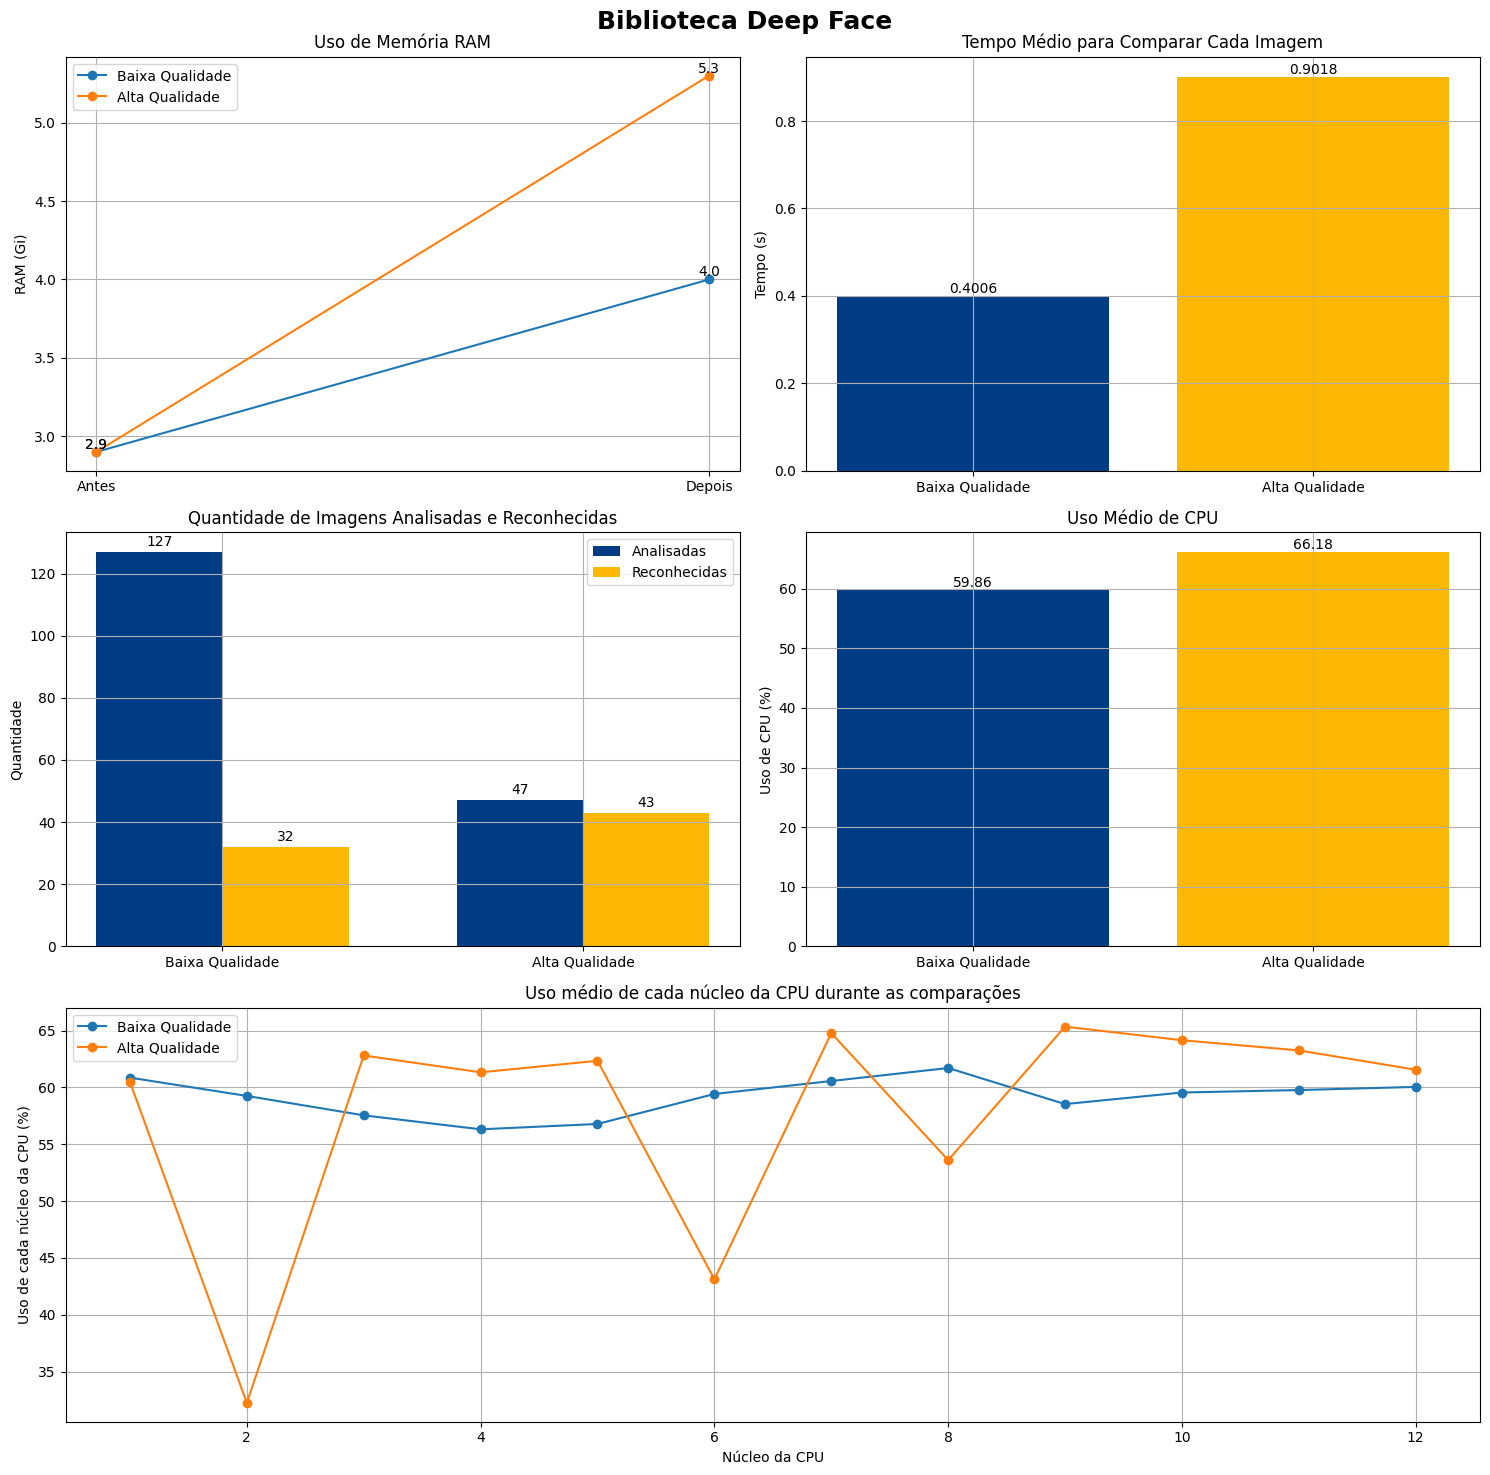 Biblioteca Deep Face
Uso de Memória RAM
Baixa Qualidade
Alta Qualidade
5.3
4.0
2.9
2.9
RAM (Gi)
5.0
4.5
4.0
3.5
3.0
Antes
Depois
Tempo Médio para Comparar Cada Imagem
0.9018
0.4006
Tempo (s)
0.8
0.6
0.4
0.2
0.0
Baixa Qualidade
Alta Qualidade
Quantidade de Imagens Analisadas e Reconhecidas
Analisadas
Reconhecidas
127
32
47
43
Quantidade
120
100
80
60
40
20
0
Baixa Qualidade
Alta Qualidade
Uso Médio de CPU
66.18
59.86
Uso de CPU (%)
60
50
40
30
20
10
0
Baixa Qualidade
Alta Qualidade
Uso médio de cada núcleo da CPU durante as comparações
Baixa Qualidade
Alta Qualidade
Uso de cada núcleo da CPU (%)
65
60
55
50
45
40
35
2
4
6
8
10
12
Núcleo da CPU